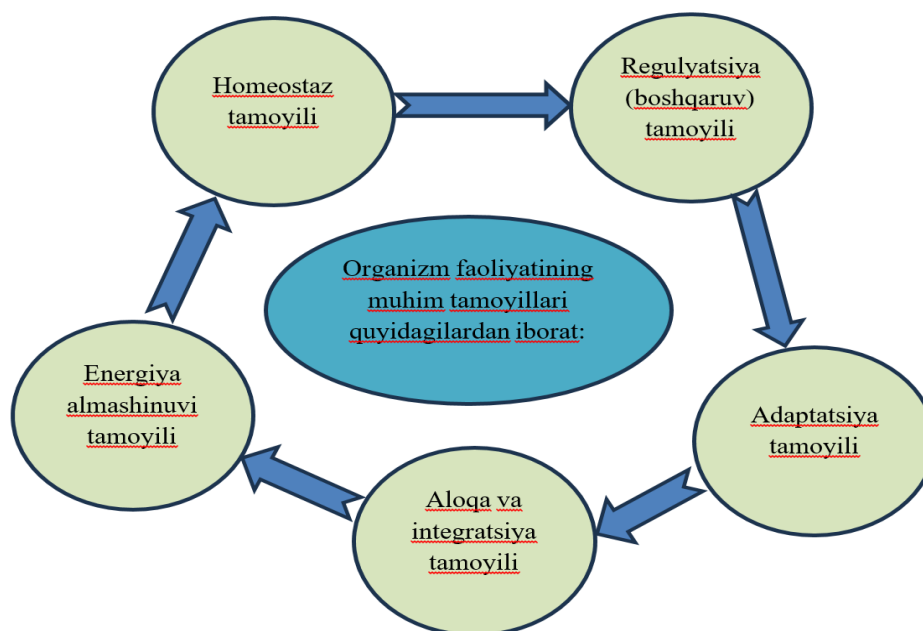 Homeostaz
tamoyili
Regulyatsiya
(boshqaruv)
tamoyili
Organizm faoliyatining
muhim tamoyillari
quyidagilardan iborat:
Adaptatsiya
tamoyili
Aloqa va
integratsiya
tamoyili
Energiya
almashinuvi
tamoyili